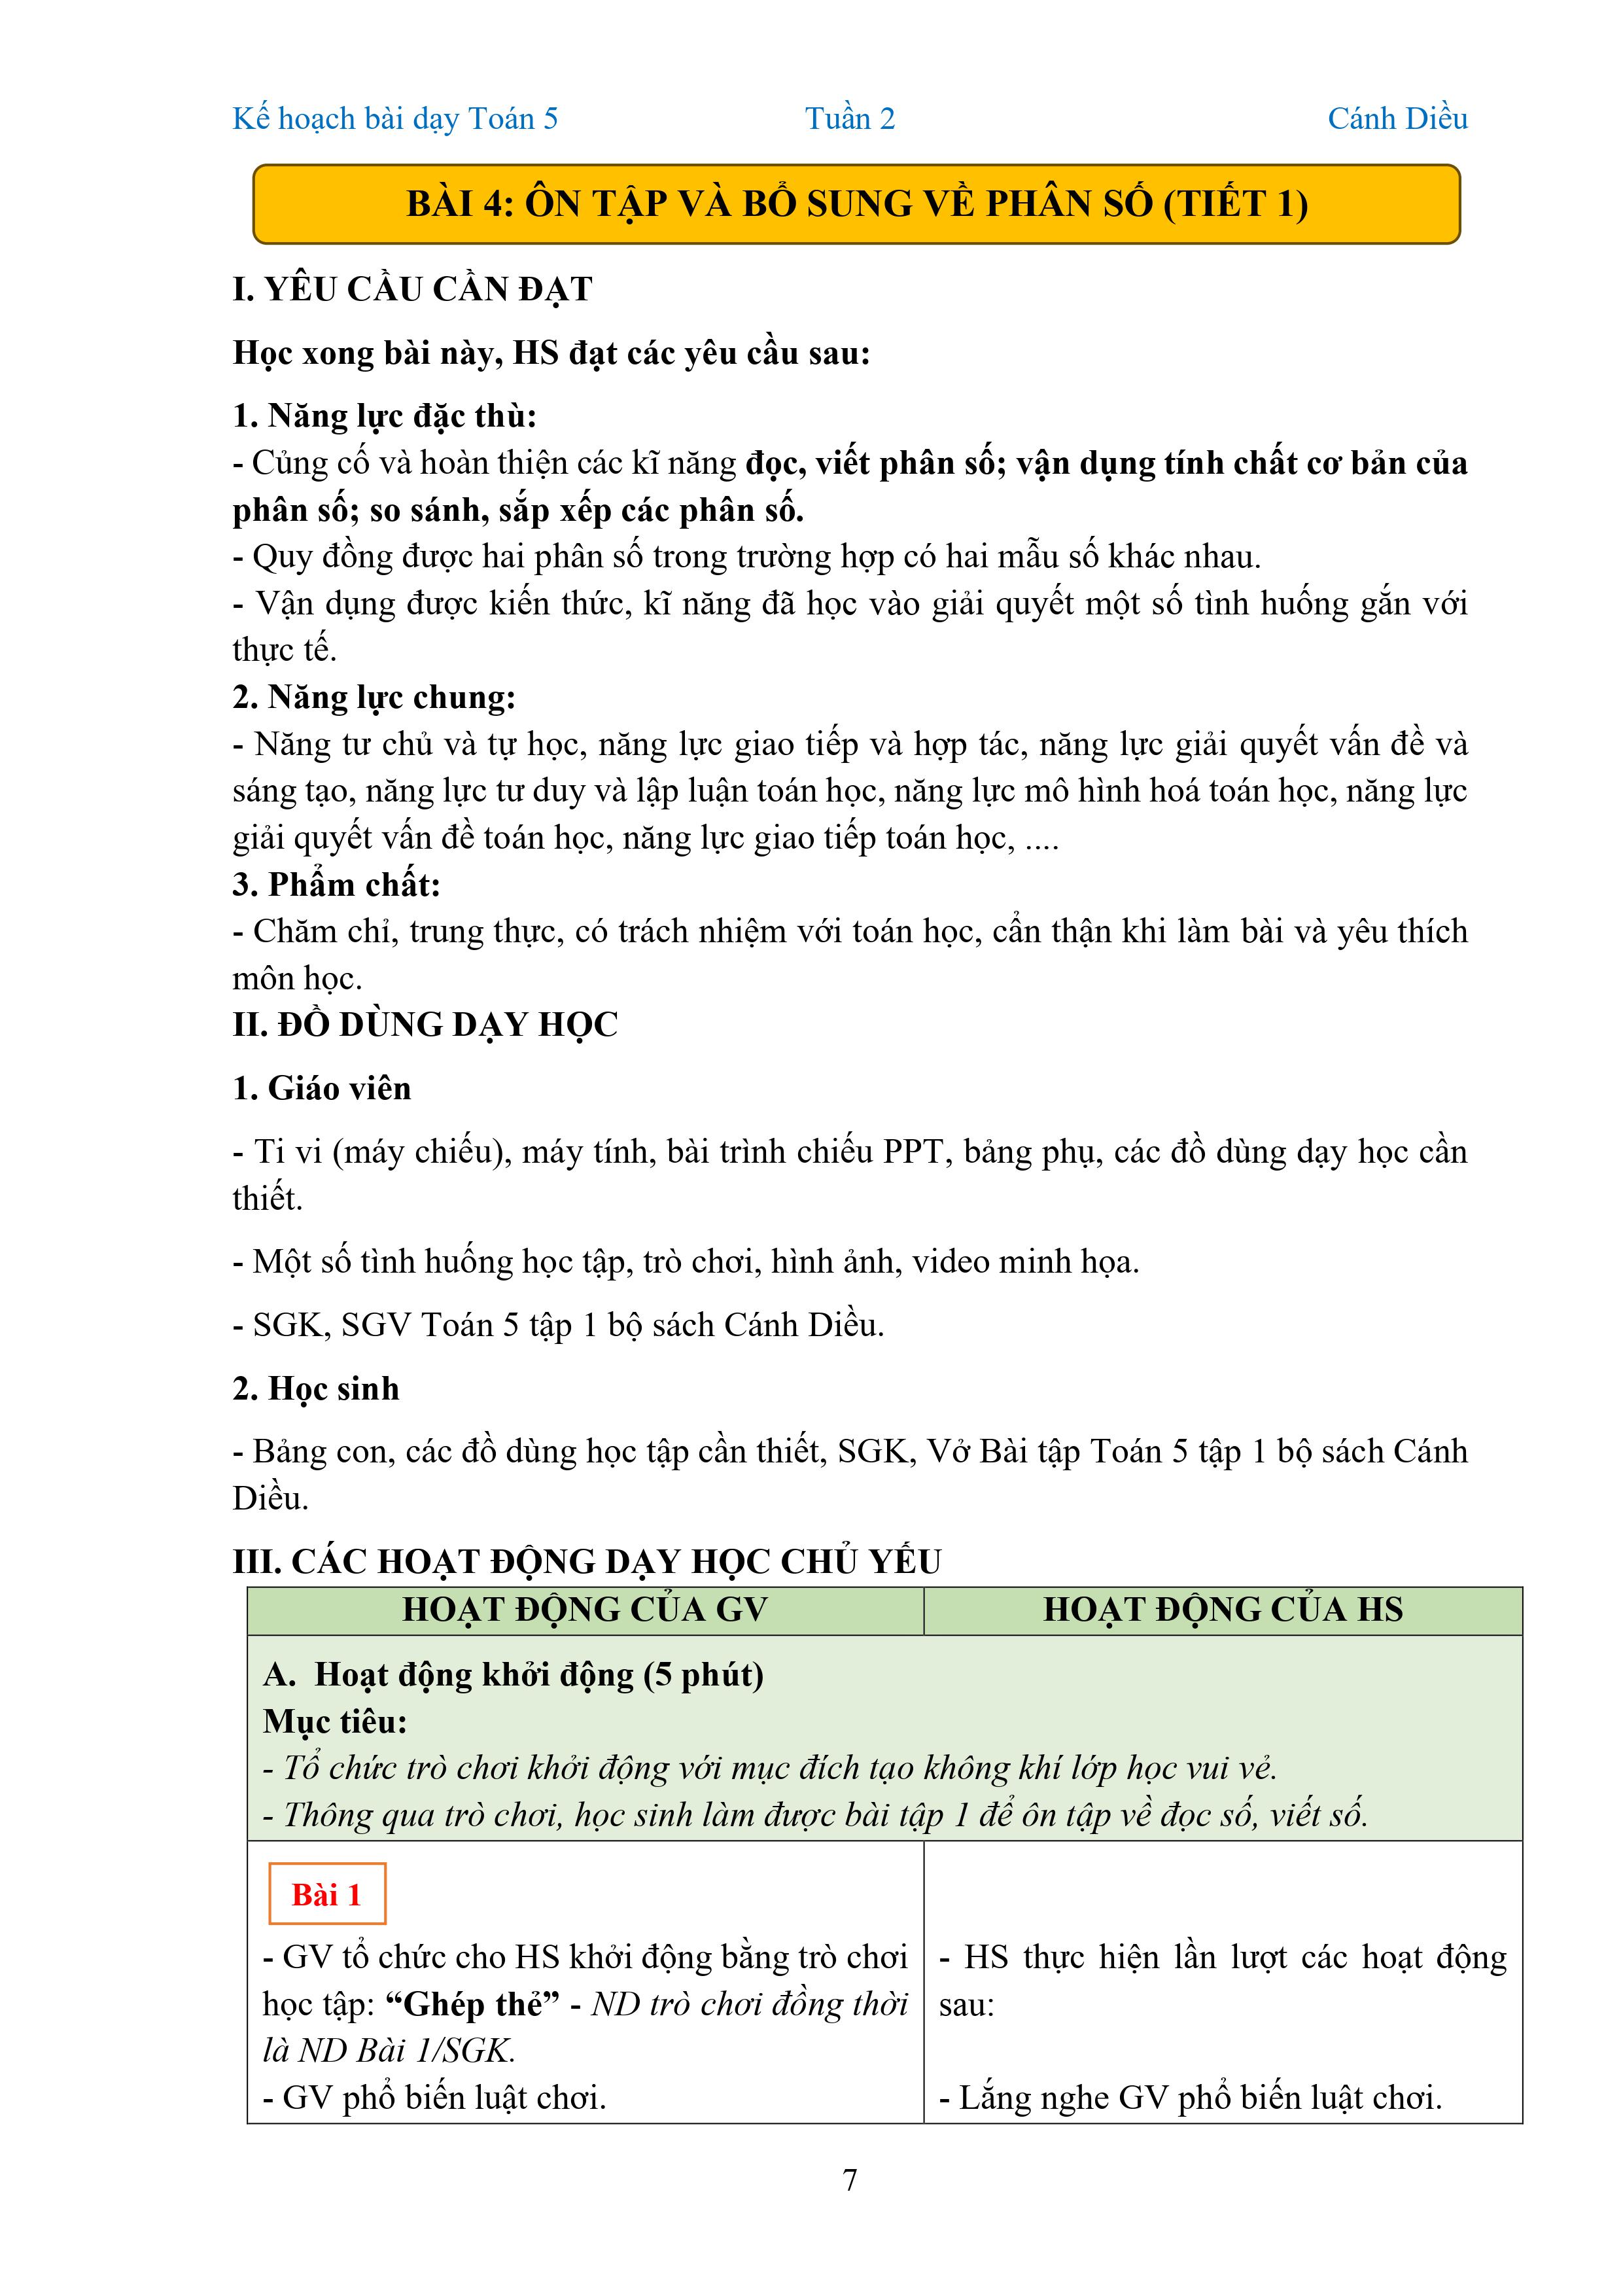 Kế hoạch bài dạy Toán 5 Tuần 2 Cánh Diều
BÀI 4: ÔN TẬP VÀ BỔ SUNG VỀ PHÂN SỐ (TIẾT 1)
I. YÊU CẦU CẦN ĐẠT
Học xong bài này, HS đạt các yêu cầu sau:
1. Năng lực đặc thù:
- Củng cố và hoàn thiện các kĩ năng đọc, viết phân số; vận dụng tính chất cơ bản của
phân số; so sánh, sắp xếp các phân số.
- Quy đồng được hai phân số trong trường hợp có hai mẫu số khác nhau.
- Vận dụng được kiến thức, kĩ năng đã học vào giải quyết một số tình huống gắn với
thực tế.
2. Năng lực chung:
- Năng tư chủ và tự học, năng lực giao tiếp và hợp tác, năng lực giải quyết vấn đề và
sáng tạo, năng lực tư duy và lập luận toán học, năng lực mô hình hoá toán học, năng lực
giải quyết vấn đề toán học, năng lực giao tiếp toán học, ....
3. Phẩm chất:
- Chăm chỉ, trung thực, có trách nhiệm với toán học, cẩn thận khi làm bài và yêu thích
môn học.
II. ĐỒ DÙNG DẠY HỌC
1. Giáo viên
- Ti vi (máy chiếu), máy tính, bài trình chiếu PPT, bảng phụ, các đồ dùng dạy học cần
thiết.
- Một số tình huống học tập, trò chơi, hình ảnh, video minh họa.
- SGK, SGV Toán 5 tập 1 bộ sách Cánh Diều.
2. Học sinh
- Bảng con, các đồ dùng học tập cần thiết, SGK, Vở Bài tập Toán 5 tập 1 bộ sách Cánh
Diều.
III. CÁC HOẠT ĐỘNG DẠY HỌC CHỦ YẾU
HOẠT ĐỘNG CỦA GV HOẠT ĐỘNG CỦA HS
A. Hoạt động khởi động (5 phút)
Mục tiêu:
- Tổ chức trò chơi khởi động với mục đích tạo không khí lớp học vui vẻ.
- Thông qua trò chơi, học sinh làm được bài tập 1 để ôn tập về đọc số, viết số.
Bài 1
- GV tổ chức cho HS khởi động bằng trò chơi
học tập: “Ghép thẻ” - ND trò chơi đồng thời
là ND Bài 1/SGK.
- GV phổ biến luật chơi.
- HS thực hiện lần lượt các hoạt động
sau:
- Lắng nghe GV phổ biến luật chơi.
7